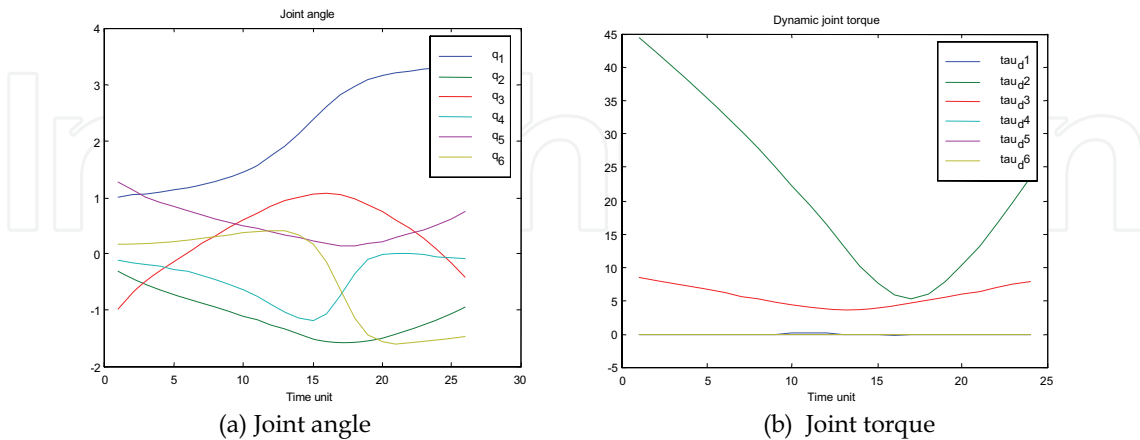 Joint angle
4
3
2
1
0
-1
-2
0
5
10
15
20
25
30
Time unit
q1
q2
q3
q4
q5
q6
(a) Joint angle
Dynamic joint torque
45
40
35
30
25
20
15
10
5
0
-5
0
5
10
15
20
25
Time unit
taud1
taud2
taud3
taud4
taud5
taud6
(b) Joint torque